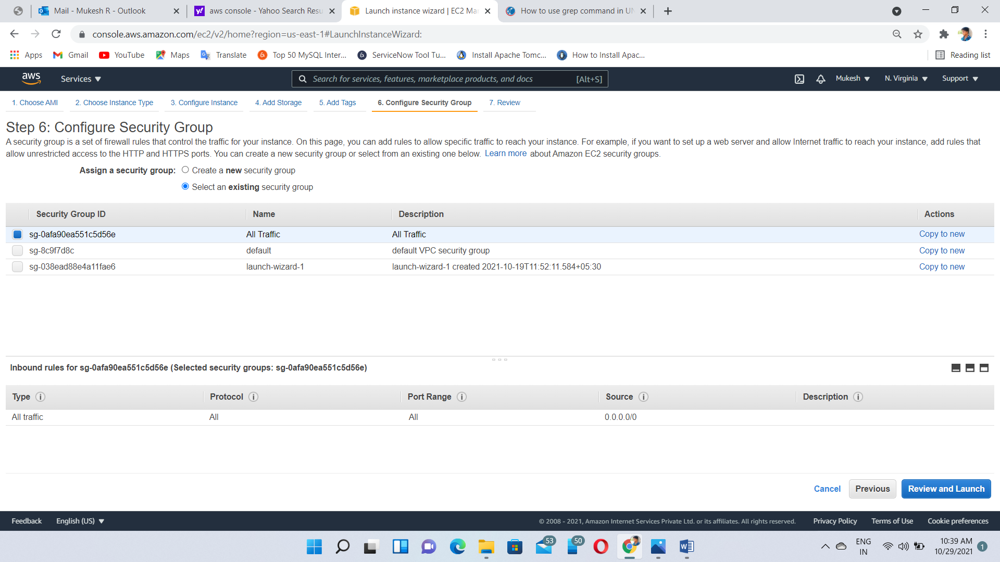 Mail - Mukesh R - Outlook
aws console - Yahoo Search Resu
Launch instance wizard | EC2 Ma
How to use grep command in UN
console.aws.amazon.com/ec2/v2/home?region=us-east-1#LaunchInstanceWizard:
Apps Gmail YouTube Maps Translate Top 50 MySQL Inter... ServiceNow Tool Tu... Install Apache Tomc... How to Install Apac... Reading list
aws Services Search for services, features, marketplace products, and docs [Alt+S] Mukesh N. Virginia Support
1. Choose AMI 2. Choose Instance Type 3. Configure Instance 4. Add Storage 5. Add Tags 6. Configure Security Group 7. Review
Step 6: Configure Security Group
A security group is a set of firewall rules that control the traffic for your instance. On this page, you can add rules to allow specific traffic to reach your instance. For example, if you want to set up a web server and allow Internet traffic to reach your instance, add rules that
allow unrestricted access to the HTTP and HTTPS ports. You can create a new security group or select from an existing one below. Learn more about Amazon EC2 security groups.
Assign a security group: Create a new security group
Select an existing security group
Security Group ID Name Description Actions
sg-0afa90ea551c5d56e All Traffic All Traffic Copy to new
sg-8c9f7d8c default default VPC security group Copy to new
sg-038ead88e4a11fae6 launch-wizard-1 launch-wizard-1 created 2021-10-19T11:52:11.584+05:30 Copy to new
Inbound rules for sg-0afa90ea551c5d56e (Selected security groups: sg-0afa90ea551c5d56e)
Type i Protocol i Port Range i Source i Description i
All traffic All All 0.0.0.0/0
Cancel Previous Review and Launch
Feedback English (US) © 2008 - 2021, Amazon Internet Services Private Ltd. or its affiliates. All rights reserved. Privacy Policy Terms of Use Cookie preferences
53 50 ENG 10:39 AM
IN 10/29/2021 1